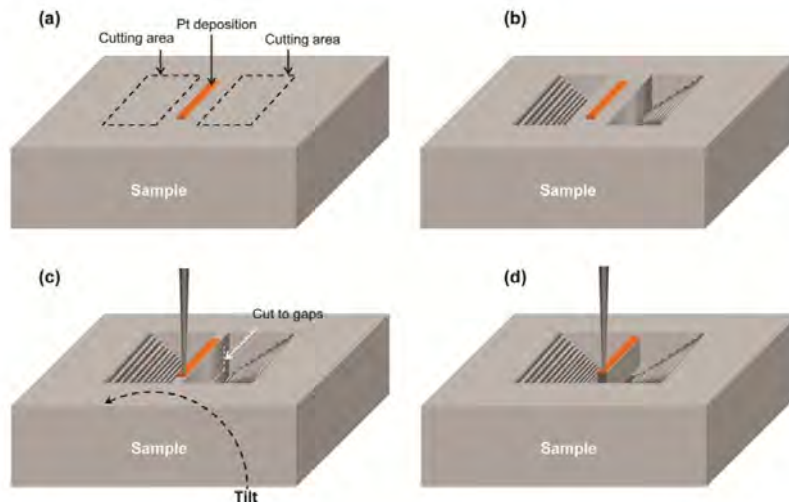 (a)
Pt deposition
Cutting area
Cutting area
Sample
(b)
Sample
(c)
Cut to gaps
Sample
Tilt
(d)
Sample